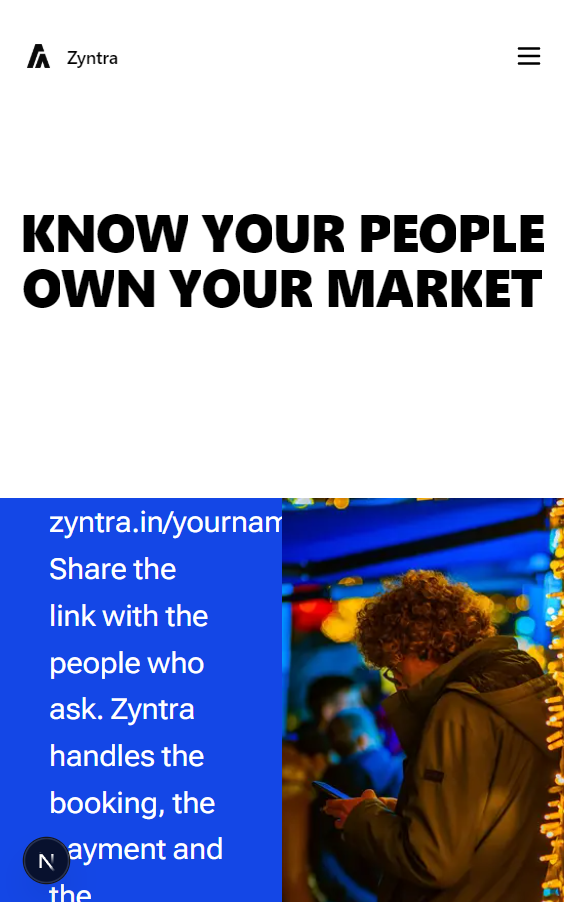 Zyntra
KNOW YOUR PEOPLE
OWN YOUR MARKET
zyntra.in/yournam
Share the
link with the
people who
ask. Zyntra
handles the
booking, the
payment and
the
N